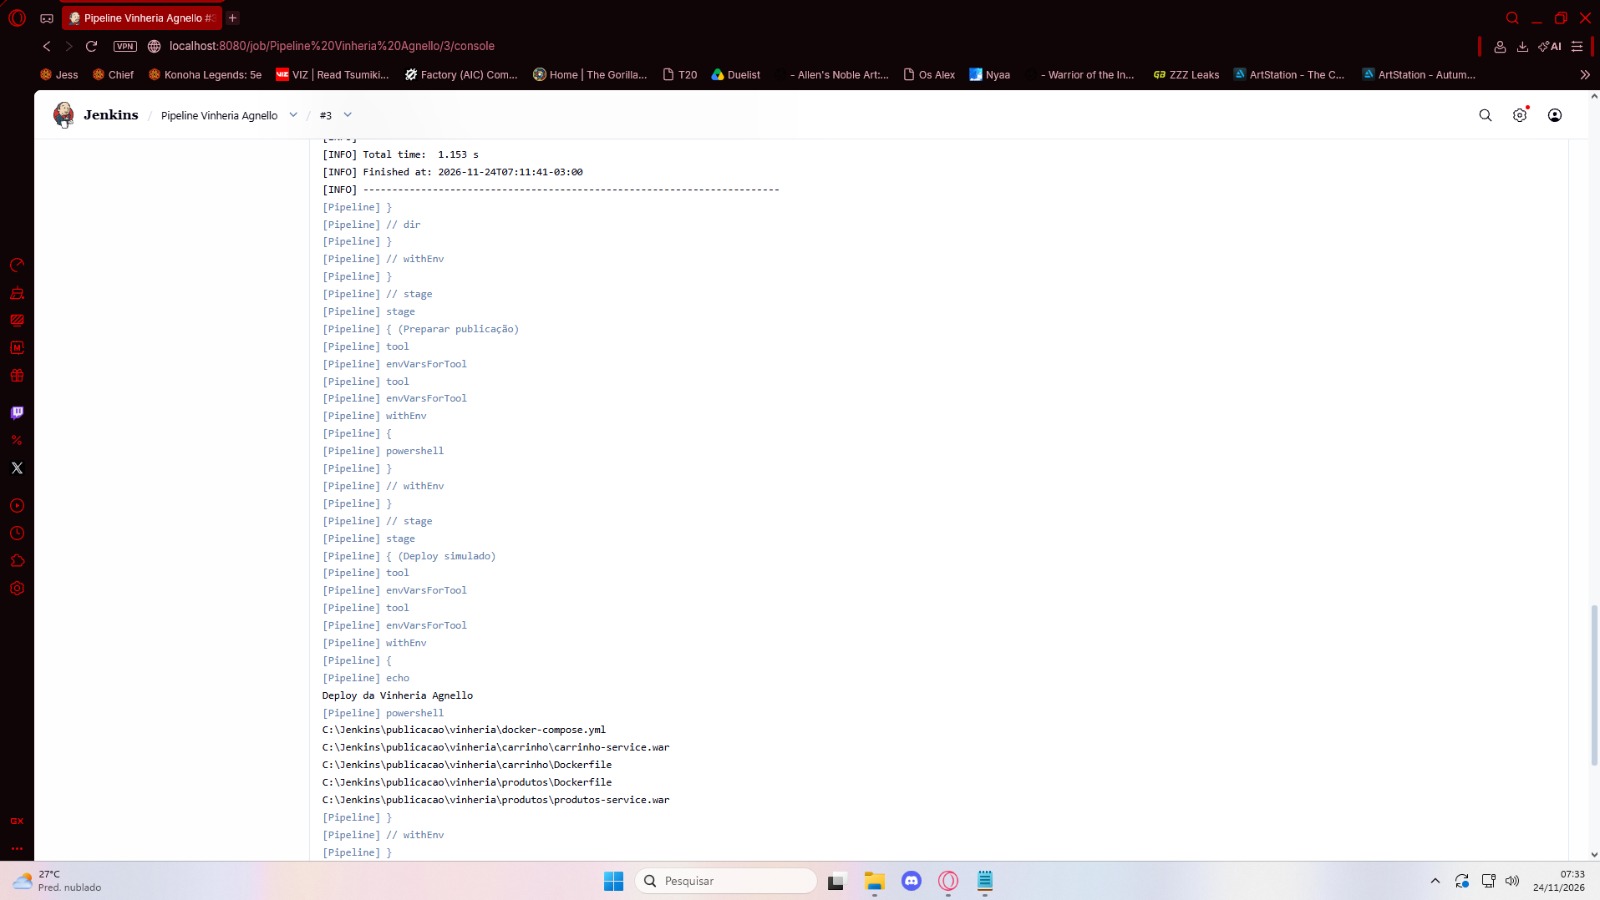 Pipeline Vinheria Agnello #3
VPN
localhost:8080/job/Pipeline%20Vinheria%20Agnello/3/console
AI
Jess
Chief
Konoha Legends: 5e
VIZ | Read Tsumiki...
Factory (AIC) Com...
Home | The Gorilla...
T20
Duelist
- Allen's Noble Art:...
Os Alex
Nyaa
- Warrior of the In...
ZZZ Leaks
ArtStation - The C...
ArtStation - Autum...
Jenkins / Pipeline Vinheria Agnello / #3
[INFO]
[INFO] Total time:  1.153 s
[INFO] Finished at: 2026-11-24T07:11:41-03:00
[INFO] ------------------------------------------------------------------------
[Pipeline] }
[Pipeline] // dir
[Pipeline] }
[Pipeline] // withEnv
[Pipeline] }
[Pipeline] // stage
[Pipeline] stage
[Pipeline] { (Preparar publicação)
[Pipeline] tool
[Pipeline] envVarsForTool
[Pipeline] tool
[Pipeline] envVarsForTool
[Pipeline] withEnv
[Pipeline] {
[Pipeline] powershell
[Pipeline] }
[Pipeline] // withEnv
[Pipeline] }
[Pipeline] // stage
[Pipeline] stage
[Pipeline] { (Deploy simulado)
[Pipeline] tool
[Pipeline] envVarsForTool
[Pipeline] tool
[Pipeline] envVarsForTool
[Pipeline] withEnv
[Pipeline] {
[Pipeline] echo
Deploy da Vinheria Agnello
[Pipeline] powershell
C:\Jenkins\publicacao\vinheria\docker-compose.yml
C:\Jenkins\publicacao\vinheria\carrinho\carrinho-service.war
C:\Jenkins\publicacao\vinheria\carrinho\Dockerfile
C:\Jenkins\publicacao\vinheria\produtos\Dockerfile
C:\Jenkins\publicacao\vinheria\produtos\produtos-service.war
[Pipeline] }
[Pipeline] // withEnv
[Pipeline] }
GX
27°C
Pred. nublado
Pesquisar
07:33
24/11/2026